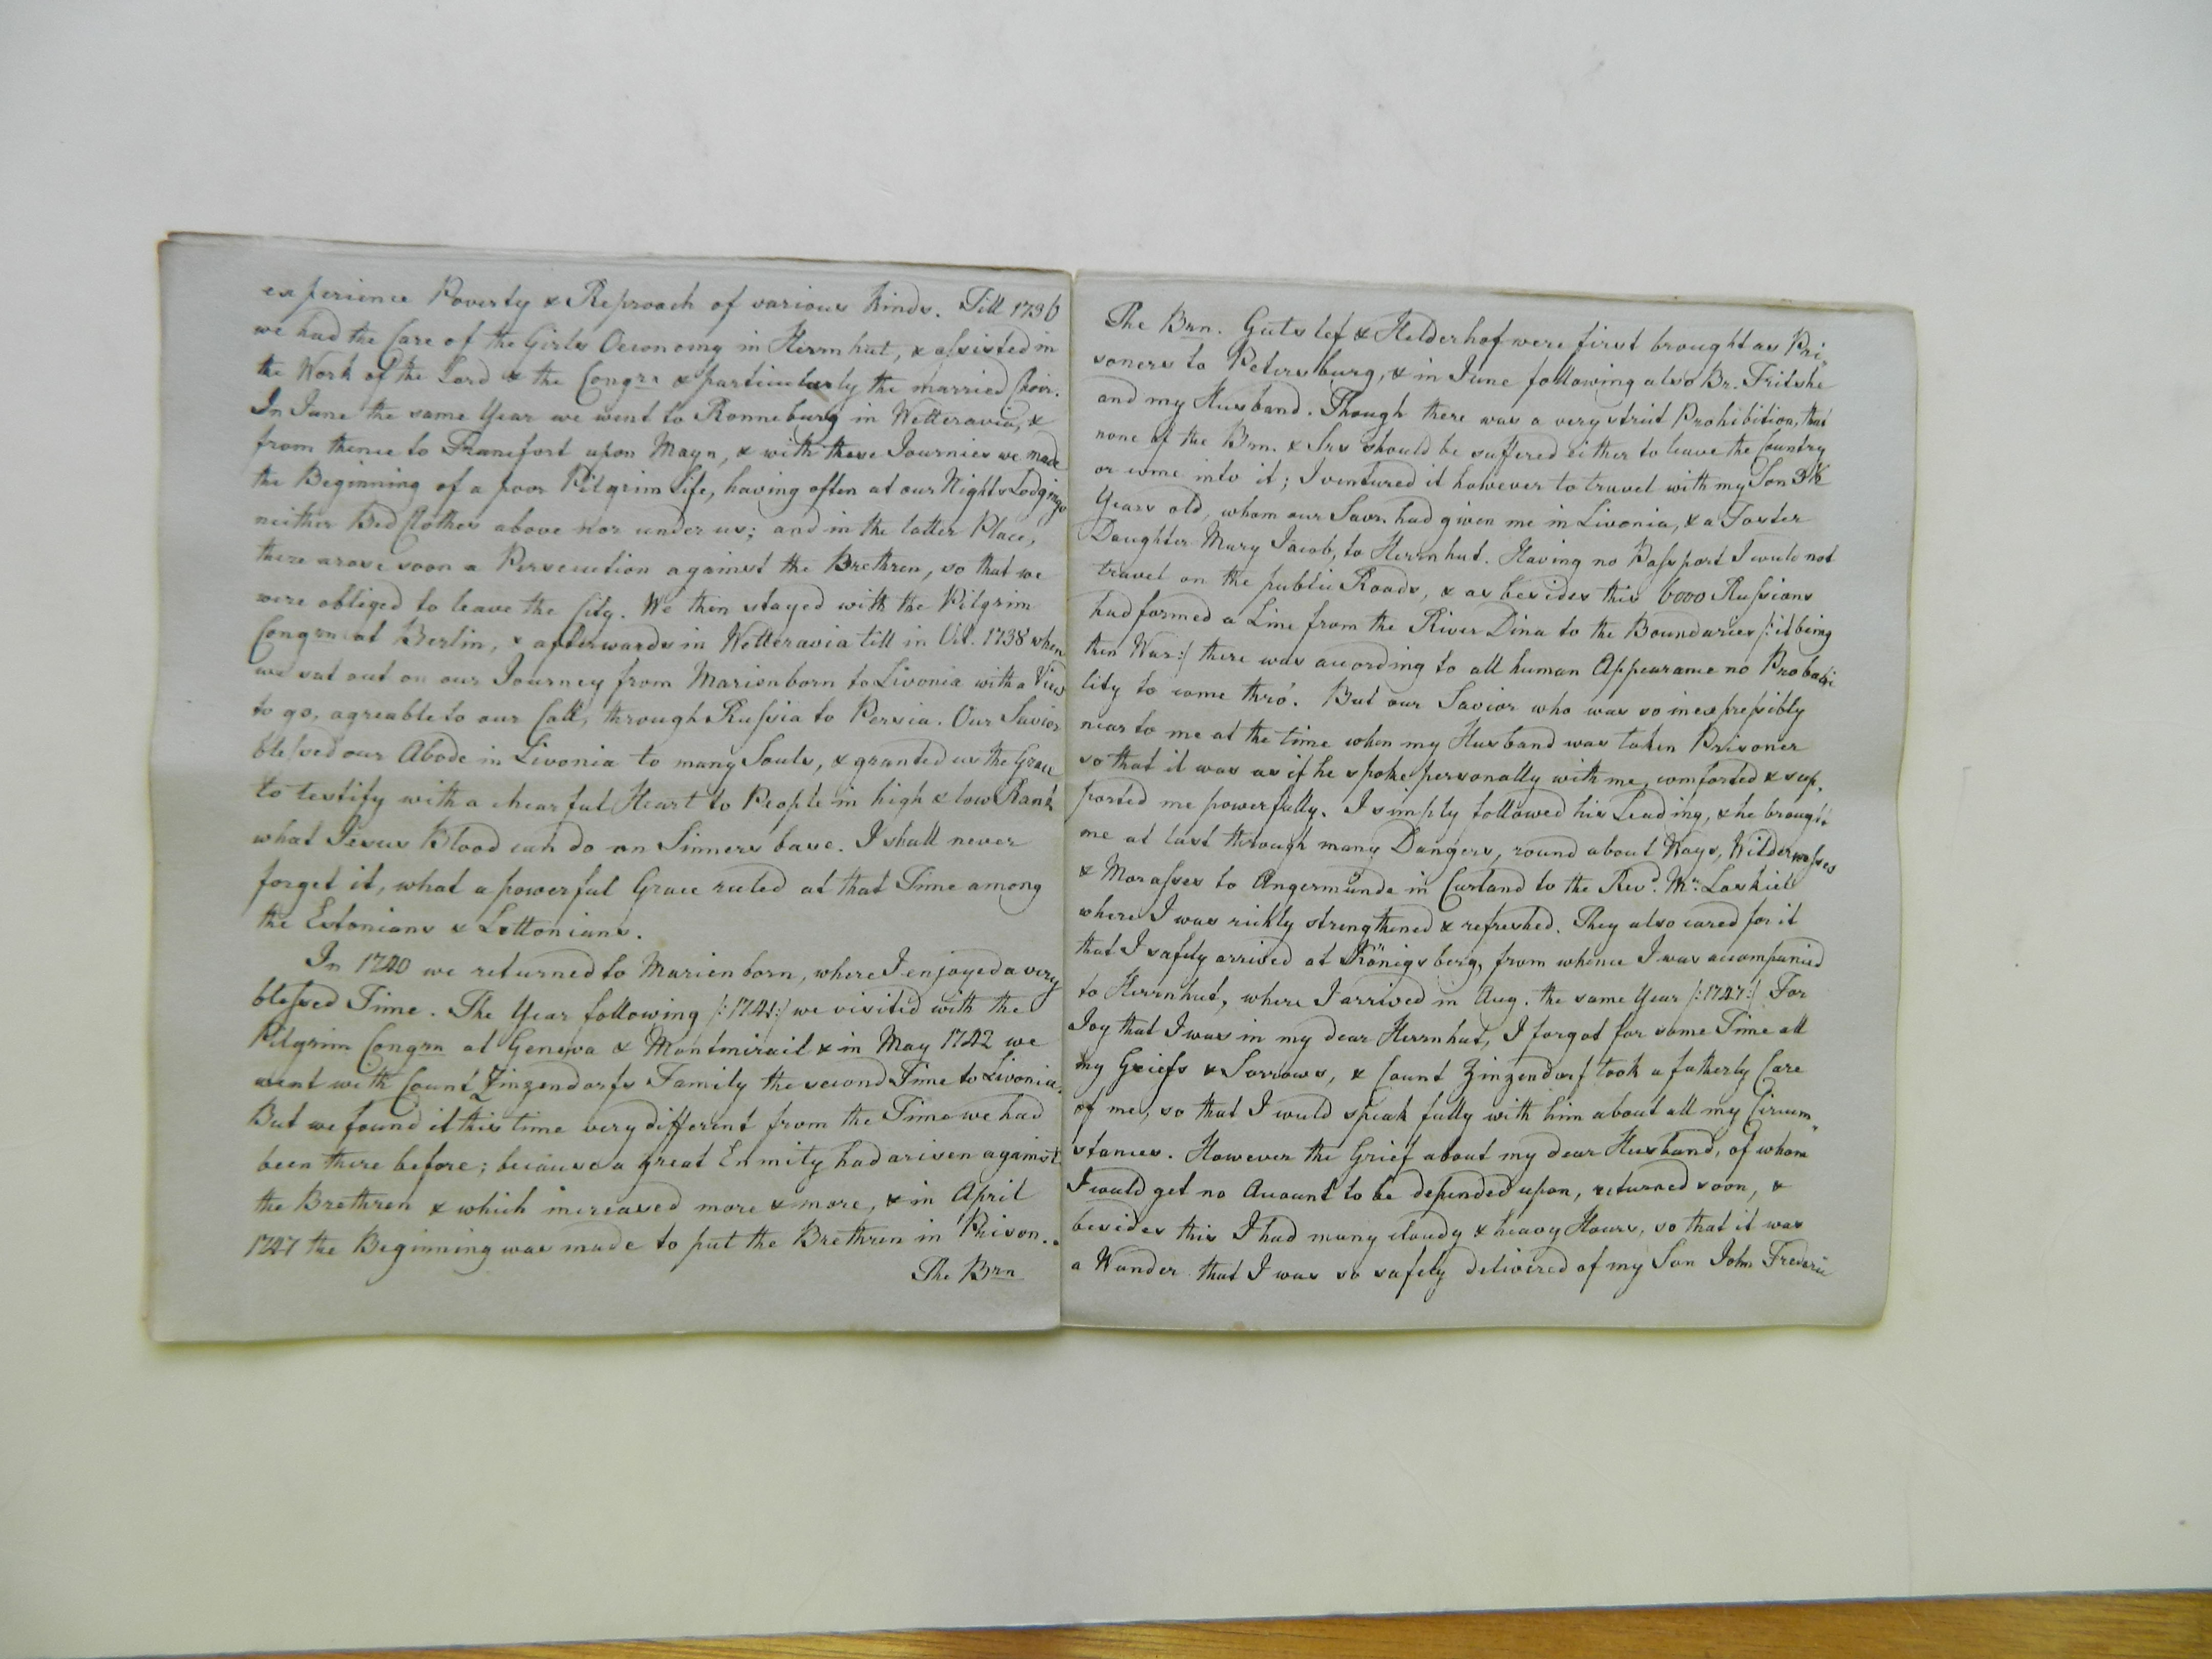 experience Poverty & Reproach of various Kinds. Till 1736
we had the Care of the Girls Oeconomy in Herrnhut, & assisted in
the Work of the Lord & the Congrn & particularly the married Choir.
In June the same Year we went to Ronneburg in Wetteravia, &
from thence to Francfort upon Mayn, & with these Journies we made
the Beginning of a poor Pilgrim Life, having often at our Nights Lodgings
neither Bed Clothes above nor under us; and in the latter Place,
there arose soon a Persecution against the Brethren, so that we
were obliged to leave the City. We then stayed with the Pilgrim
Congrn at Berlin, & afterwards in Wetteravia till in Oct. 1738 when
we sat out on our Journey from Marienborn to Livonia with a View
to go, agreable to our Call, through Russia to Persia. Our Savior
blessed our Abode in Livonia to many Souls, & granted us the Grace
to testify with a chearful Heart to People in high & low Rank
what Jesus Blood can do on Sinners base. I shall never
forget it, what a powerful Grace ruled at that Time among
the Estonians & Lettonians.
In 1740 we returned to Marienborn, where I enjoyed a very
blessed Time. The Year following /:1741:/ we visited with the
Pilgrim Congrn at Geneva & Montmirail & in May 1742 we
went with Count Zinzendorfs Family the second Time to Livonia.
But we found it this time very different from the Time we had
been there before; because a great Enmity had arisen against
the Brethren & which increased more & more, & in April
1747 the Beginning was made to put the Brethren in Prison.
The Brn
The Brn. Gutslef & Hölderhof were first brought as Pri-
soners to Petersburg, & in June following also Br. Fritshe
and my Husband. Though there was a very strict Prohibition, that
none of the Brn. & Srs should be suffered either to leave the Country
or come into it; I ventured it however to travel with my Son
Years old, whom our Savr. had given me in Livonia, & a Foster
Daughter Mary Jacob, to Herrnhut. Having no Passport I could not
travel on the public Roads, & as besides this 6000 Russians
had formed a Line from the River Dina to the Boundaries /:it being
then War:/ there was according to all human Appearance no Probabi
lity to come thro'. But our Savior who was so inexpressibly
near to me at the time when my Husband was taken Prisoner
so that it was as if he spoke personally with me, comforted & sup-
ported me powerfully. I simply followed his Leading, & he brought
me at last through many Dangers, round about Ways, Wildernesses
& Morasses to Angermünde in Curland to the Revd. Mr. Loskiel
where I was richly strengthened & refreshed. They also cared for it
that I safely arrived at Königsberg, from whence I was accompanied
to Herrnhut, where I arrived in Aug. the same Year /:1747:/ For
Joy that I was in my dear Herrnhut, I forgot for some Time all
my Griefs & Sorrows, & Count Zinzendorf took a fatherly Care
of me, so that I could speak fully with him about all my Circum-
stances. However the Grief about my dear Husband, of whom
I could get no Account to be depended upon, returned soon, &
besides this I had many cloudy & heavy Hours, so that it was
a Wonder that I was so safely delivered of my Son John Frederic